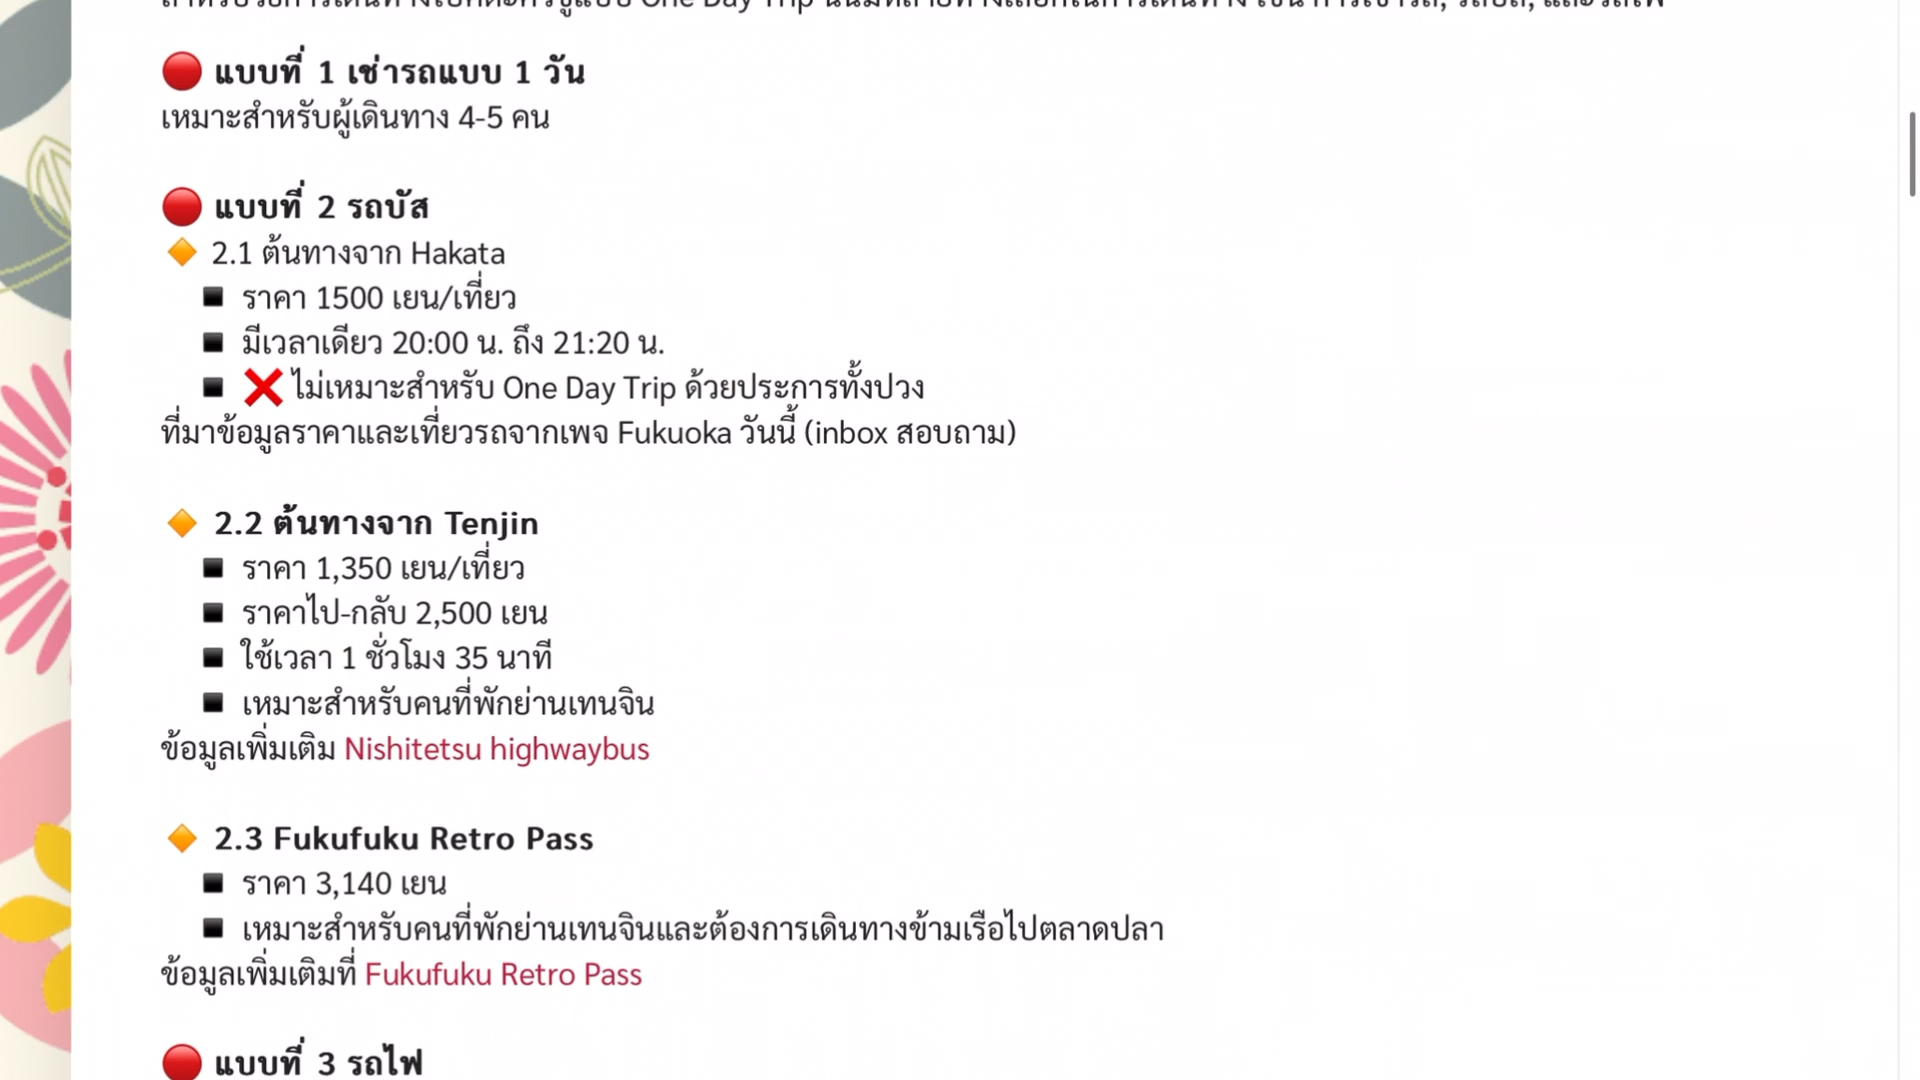 🔴 แบบที่ 1 เช่ารถแบบ 1 วัน
เหมาะสำหรับผู้เดินทาง 4-5 คน
🔴 แบบที่ 2 รถบัส
🔸 2.1 ต้นทางจาก Hakata
◾ ราคา 1500 เยน/เที่ยว
◾ มีเวลาเดียว 20:00 น. ถึง 21:20 น.
◾ ❌ ไม่เหมาะสำหรับ One Day Trip ด้วยประการทั้งปวง
ที่มาข้อมูลราคาและเที่ยวรถจากเพจ Fukuoka วันนี้ (inbox สอบถาม)
🔸 2.2 ต้นทางจาก Tenjin
◾ ราคา 1,350 เยน/เที่ยว
◾ ราคาไป-กลับ 2,500 เยน
◾ ใช้เวลา 1 ชั่วโมง 35 นาที
◾ เหมาะสำหรับคนที่พักย่านเทนจิน
ข้อมูลเพิ่มเติม Nishitetsu highwaybus
🔸 2.3 Fukufuku Retro Pass
◾ ราคา 3,140 เยน
◾ เหมาะสำหรับคนที่พักย่านเทนจินและต้องการเดินทางข้ามเรือไปตลาดปลา
ข้อมูลเพิ่มเติมที่ Fukufuku Retro Pass
🔴 แบบที่ 3 รถไฟ